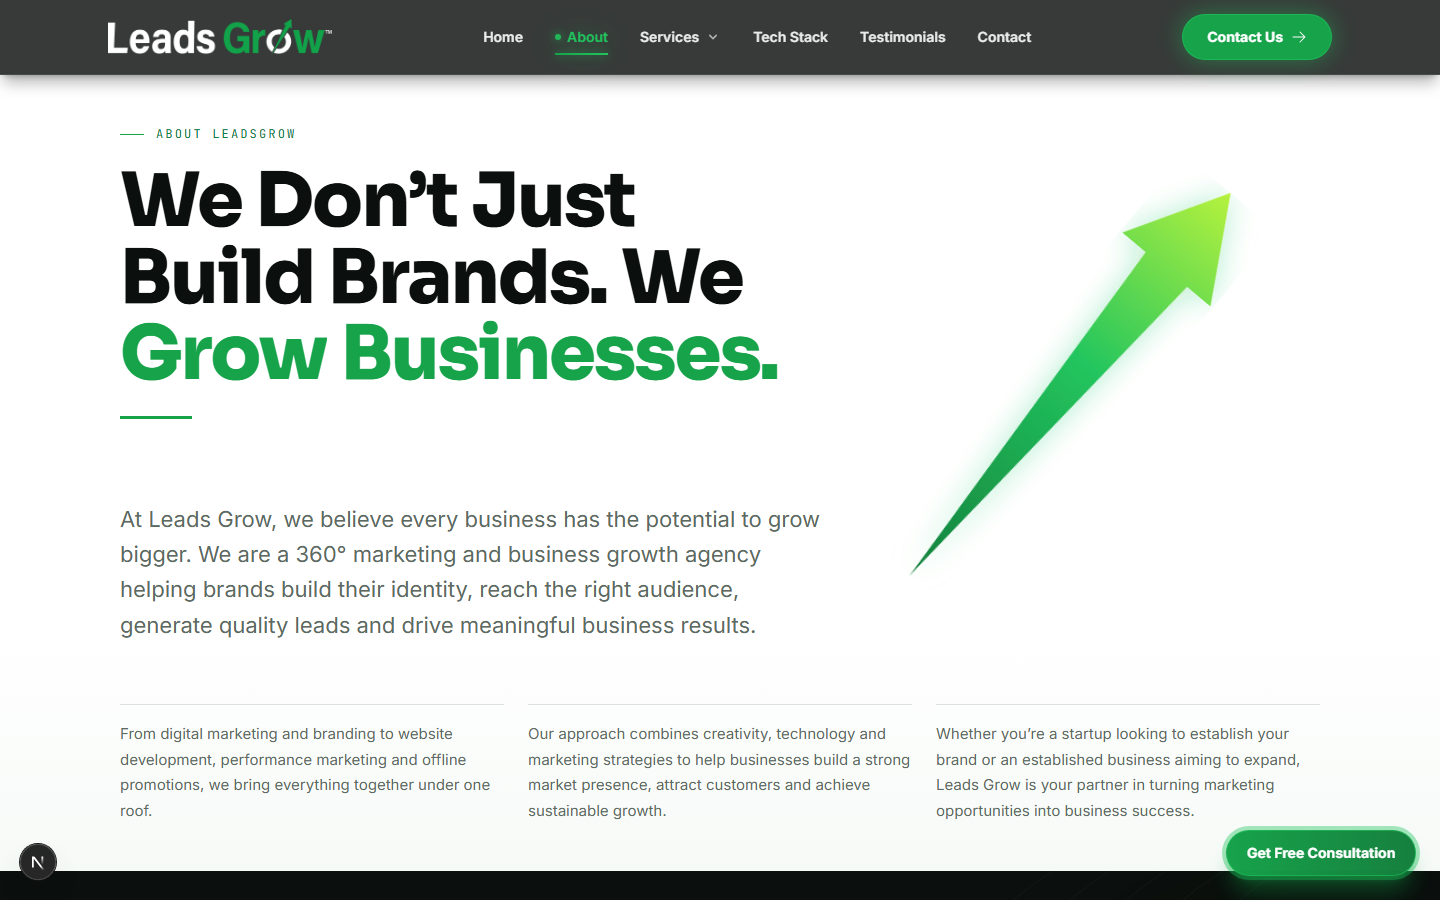 Leads Grow™
Home
About
Services
Tech Stack
Testimonials
Contact
Contact Us
ABOUT LEADSGROW
We Don’t Just
Build Brands. We
Grow Businesses.
At Leads Grow, we believe every business has the potential to grow
bigger. We are a 360° marketing and business growth agency
helping brands build their identity, reach the right audience,
generate quality leads and drive meaningful business results.
From digital marketing and branding to website
development, performance marketing and offline
promotions, we bring everything together under one
roof.
Our approach combines creativity, technology and
marketing strategies to help businesses build a strong
market presence, attract customers and achieve
sustainable growth.
Whether you’re a startup looking to establish your
brand or an established business aiming to expand,
Leads Grow is your partner in turning marketing
opportunities into business success.
N
Get Free Consultation